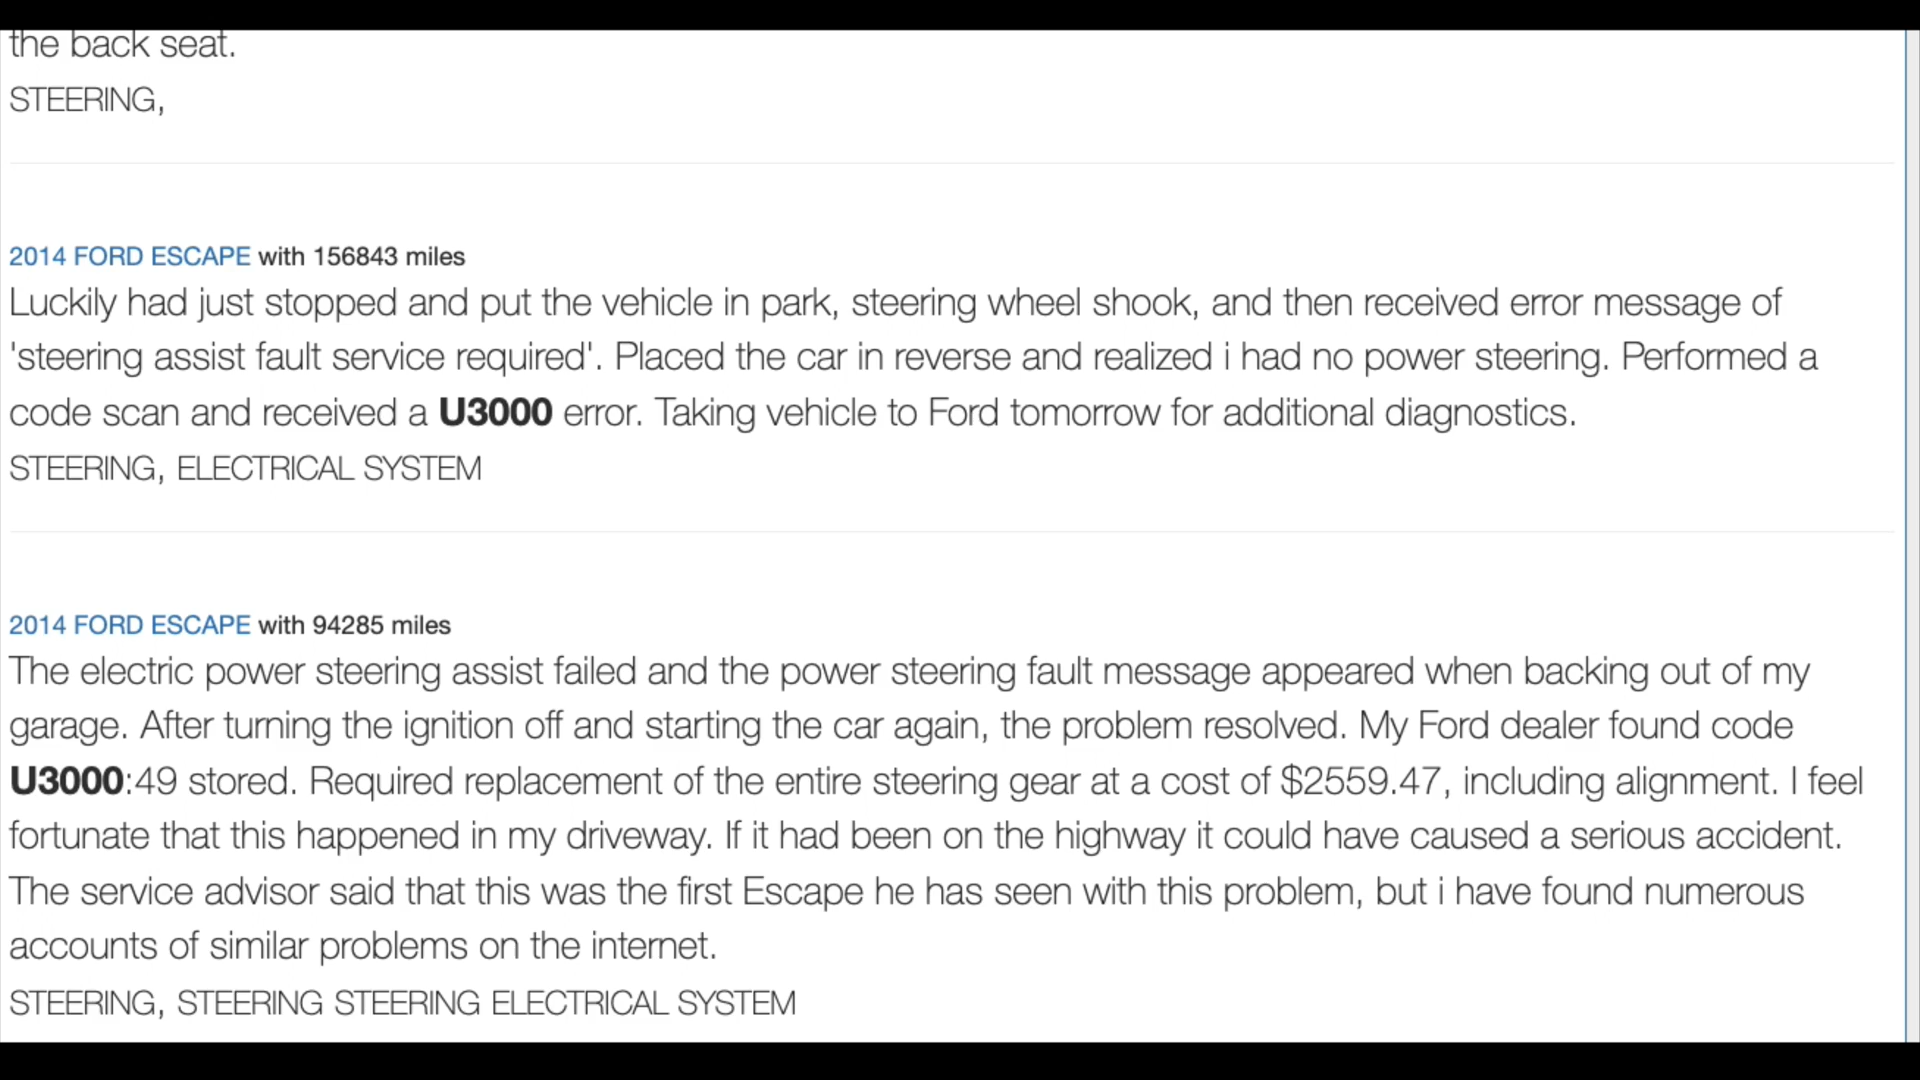 the back seat.
STEERING,
2014 FORD ESCAPE with 156843 miles
Luckily had just stopped and put the vehicle in park, steering wheel shook, and then received error message of
'steering assist fault service required'. Placed the car in reverse and realized i had no power steering. Performed a
code scan and received a U3000 error. Taking vehicle to Ford tomorrow for additional diagnostics.
STEERING, ELECTRICAL SYSTEM
2014 FORD ESCAPE with 94285 miles
The electric power steering assist failed and the power steering fault message appeared when backing out of my
garage. After turning the ignition off and starting the car again, the problem resolved. My Ford dealer found code
U3000:49 stored. Required replacement of the entire steering gear at a cost of $2559.47, including alignment. I feel
fortunate that this happened in my driveway. If it had been on the highway it could have caused a serious accident.
The service advisor said that this was the first Escape he has seen with this problem, but i have found numerous
accounts of similar problems on the internet.
STEERING, STEERING STEERING ELECTRICAL SYSTEM